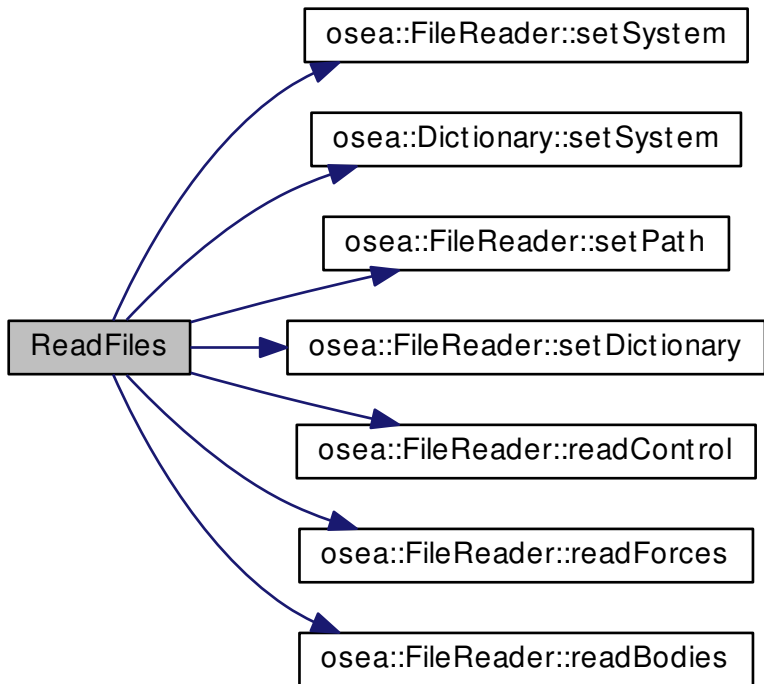 osea::FileReader::setSystem
osea::Dictionary::setSystem
osea::FileReader::setPath
ReadFiles
osea::FileReader::setDictionary
osea::FileReader::readControl
osea::FileReader::readForces
osea::FileReader::readBodies